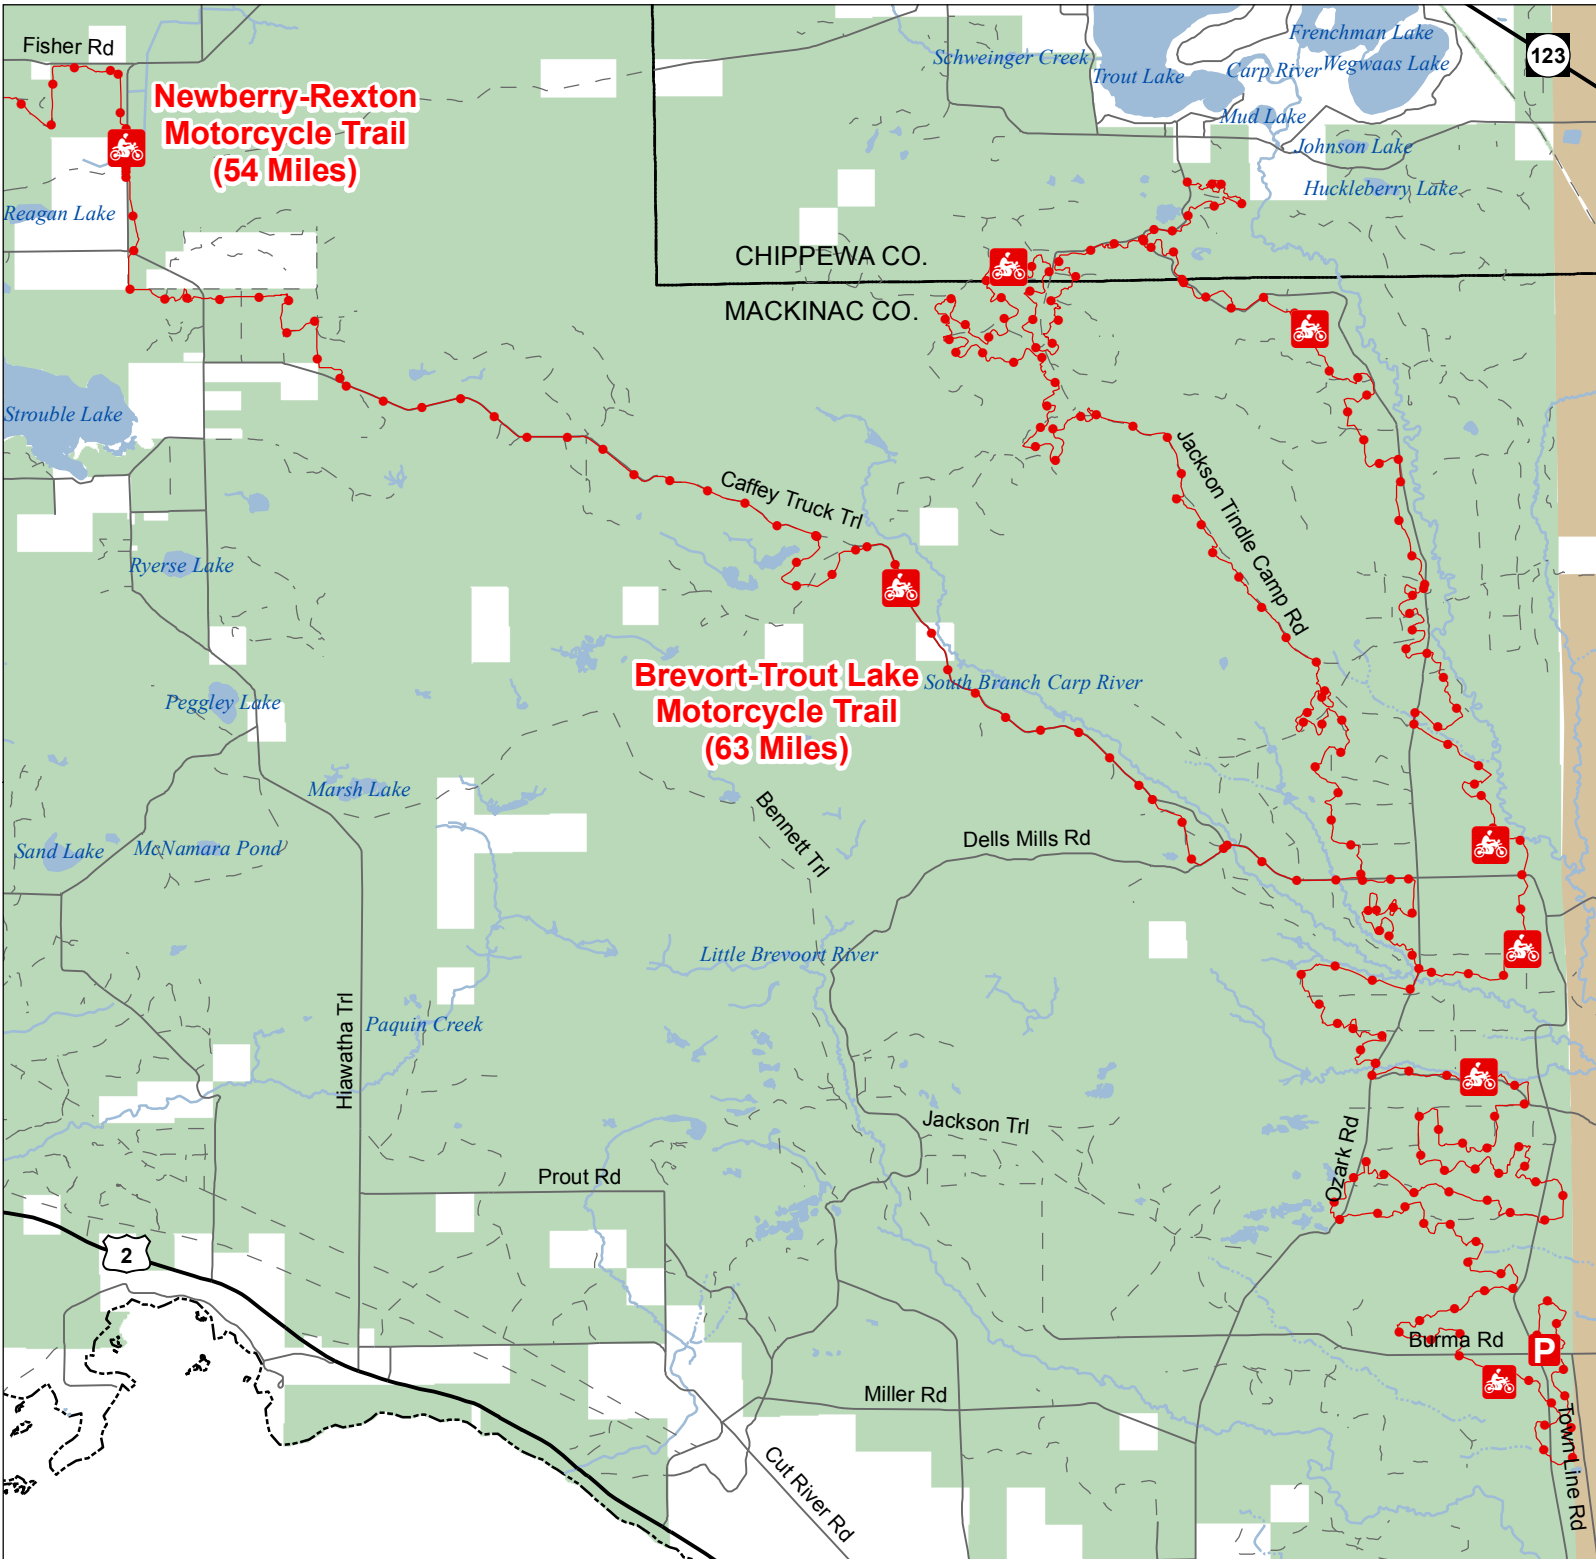 Fisher Rd
Newberry-Rexton
Motorcycle Trail
(54 Miles)
Schweinger Creek
Trout Lake
Carp River
Frenchman Lake
Wegwaas Lake
123
Mud Lake
Johnson Lake
Huckleberry Lake
Reagan Lake
CHIPPEWA CO.
MACKINAC CO.
Strouble Lake
Caffey Truck Trl
Jackson Tindle Camp Rd
Ryerse Lake
Brevort-Trout Lake
Motorcycle Trail
(63 Miles)
South Branch Carp River
Peggley Lake
Marsh Lake
Bennett Trl
Dells Mills Rd
Sand Lake
McNamara Pond
Little Brevoort River
Hiawatha Trl
Paquin Creek
Jackson Trl
Ozark Rd
Prout Rd
2
Burma Rd
P
Miller Rd
Cut River Rd
Town Line Rd